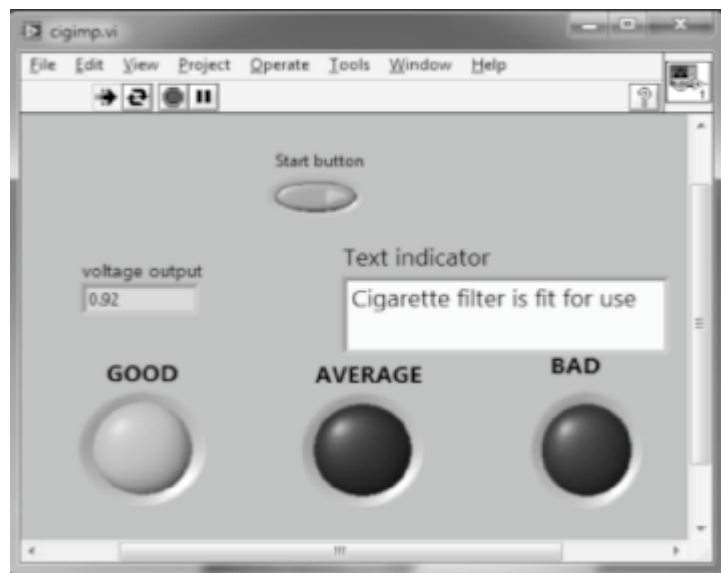 cigimp.vi
File Edit View Project Operate Tools Window Help
1
Start button
Text indicator
voltage output
0.92
Cigarette filter is fit for use
GOOD
AVERAGE
BAD